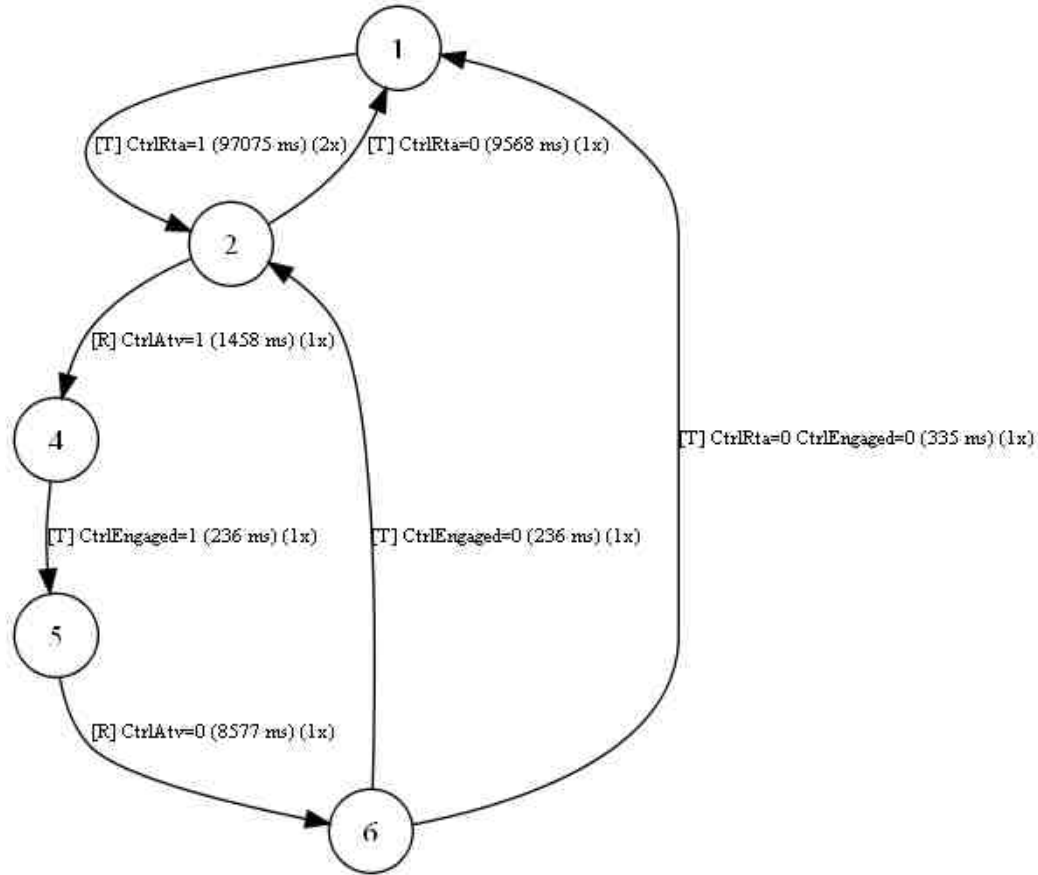 1
[T] CtrlRta=1 (97075 ms) (2x)
[T] CtrlRta=0 (9568 ms) (1x)
2
[R] CtrlAtv=1 (1458 ms) (1x)
4
[T] CtrlRta=0 CtrlEngaged=0 (335 ms) (1x)
[T] CtrlEngaged=1 (236 ms) (1x)
[T] CtrlEngaged=0 (236 ms) (1x)
5
[R] CtrlAtv=0 (8577 ms) (1x)
6